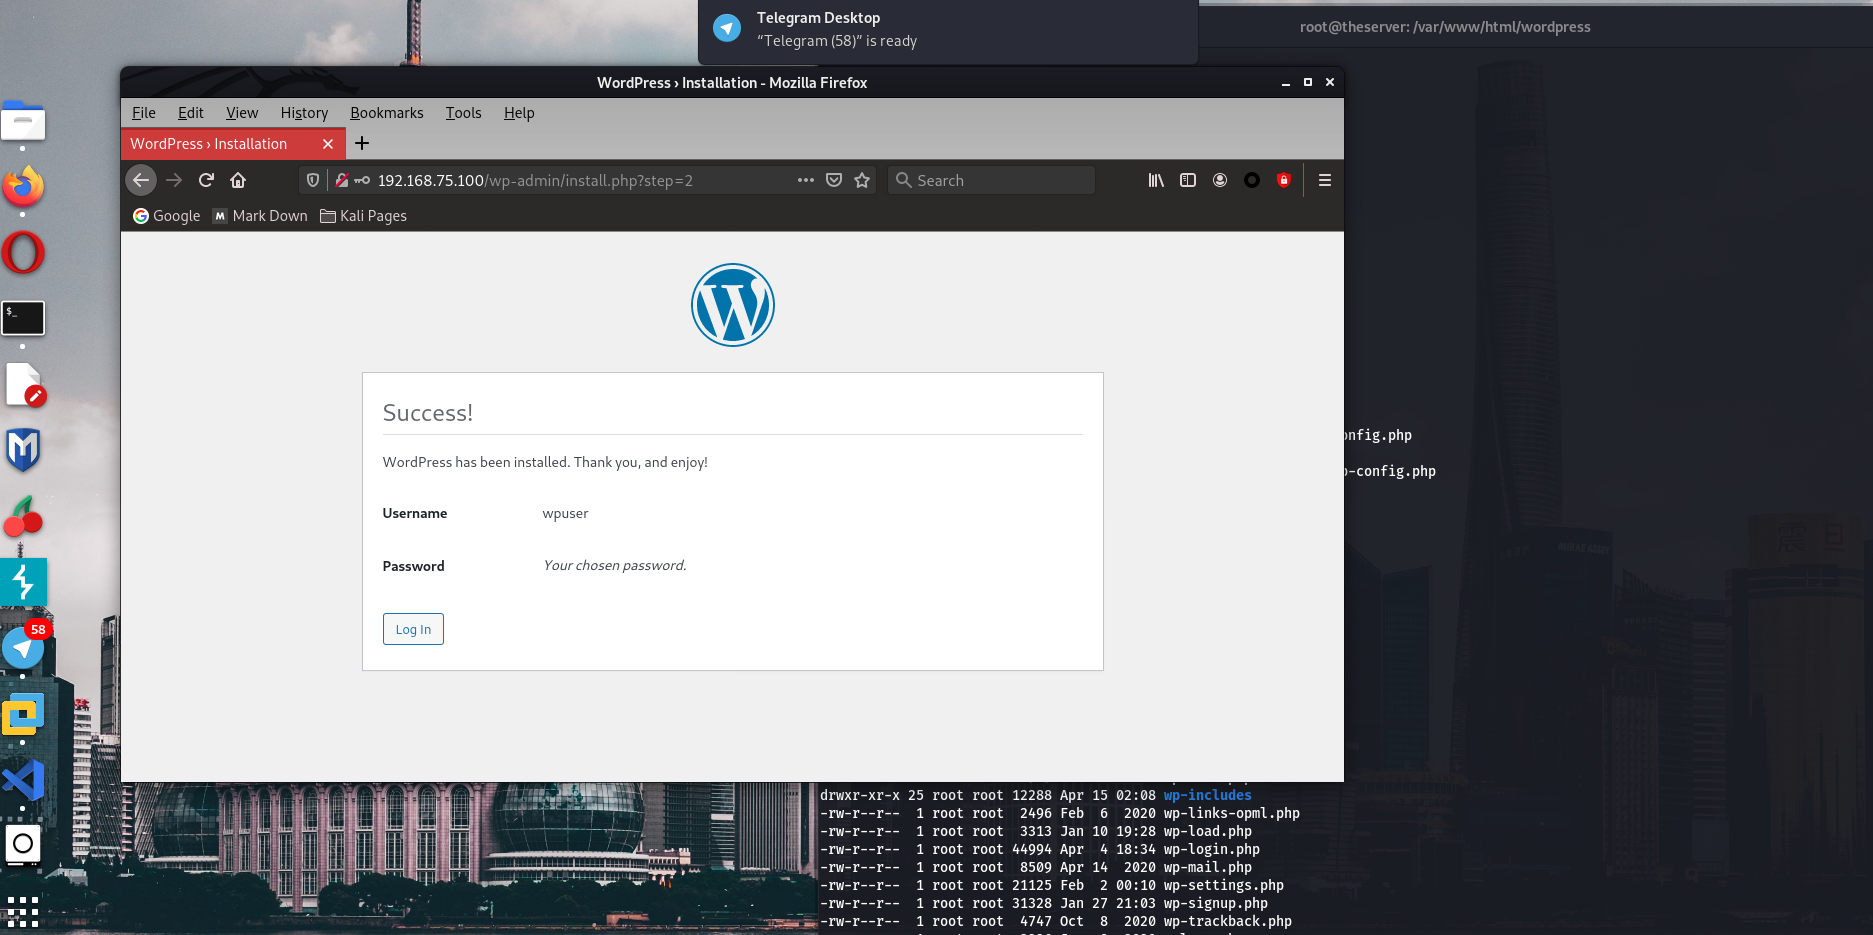 Telegram Desktop
“Telegram (58)” is ready
root@theserver: /var/www/html/wordpress
WordPress › Installation - Mozilla Firefox
File Edit View History Bookmarks Tools Help
WordPress › Installation
192.168.75.100/wp-admin/install.php?step=2
Search
Google
M
Mark Down
Kali Pages
W
Success!
WordPress has been installed. Thank you, and enjoy!
Username wpuser
Password Your chosen password.
Log In
$_
58
onfig.php
p-config.php
AURAE ASSET
震旦
drwxr-xr-x 25 root root 12288 Apr 15 02:08 wp-includes
-rw-r--r-- 1 root root 2496 Feb 6 2020 wp-links-opml.php
-rw-r--r-- 1 root root 3313 Jan 10 19:28 wp-load.php
-rw-r--r-- 1 root root 44994 Apr 4 18:34 wp-login.php
-rw-r--r-- 1 root root 8509 Apr 14 2020 wp-mail.php
-rw-r--r-- 1 root root 21125 Feb 2 00:10 wp-settings.php
-rw-r--r-- 1 root root 31328 Jan 27 21:03 wp-signup.php
-rw-r--r-- 1 root root 4747 Oct 8 2020 wp-trackback.php